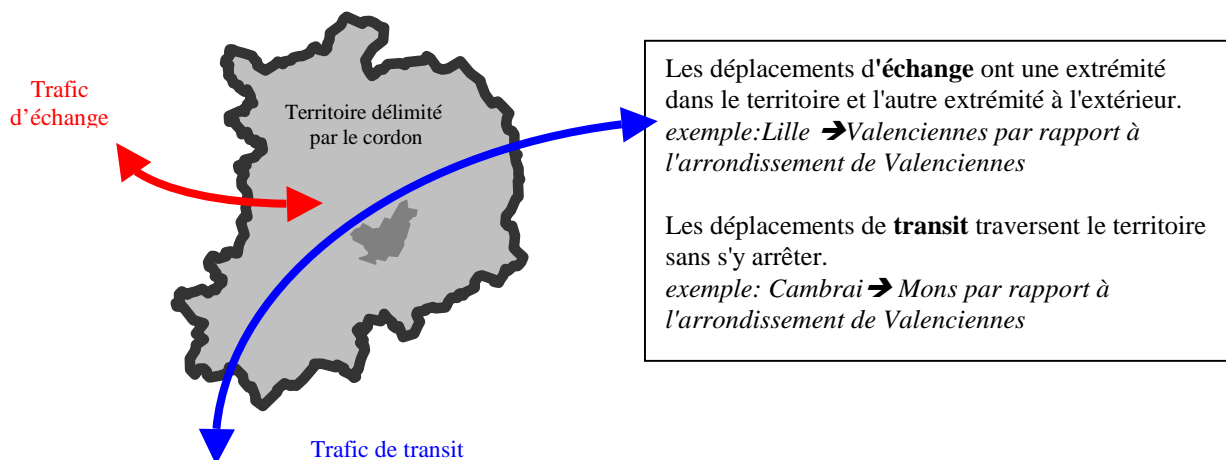 Trafic
d’échange
Territoire délimité
par le cordon
Trafic de transit
Les déplacements d'échange ont une extrémité
dans le territoire et l'autre extrémité à l'extérieur.
exemple:Lille ➔Valenciennes par rapport à
l'arrondissement de Valenciennes
Les déplacements de transit traversent le territoire
sans s'y arrêter.
exemple: Cambrai➔ Mons par rapport à
l'arrondissement de Valenciennes